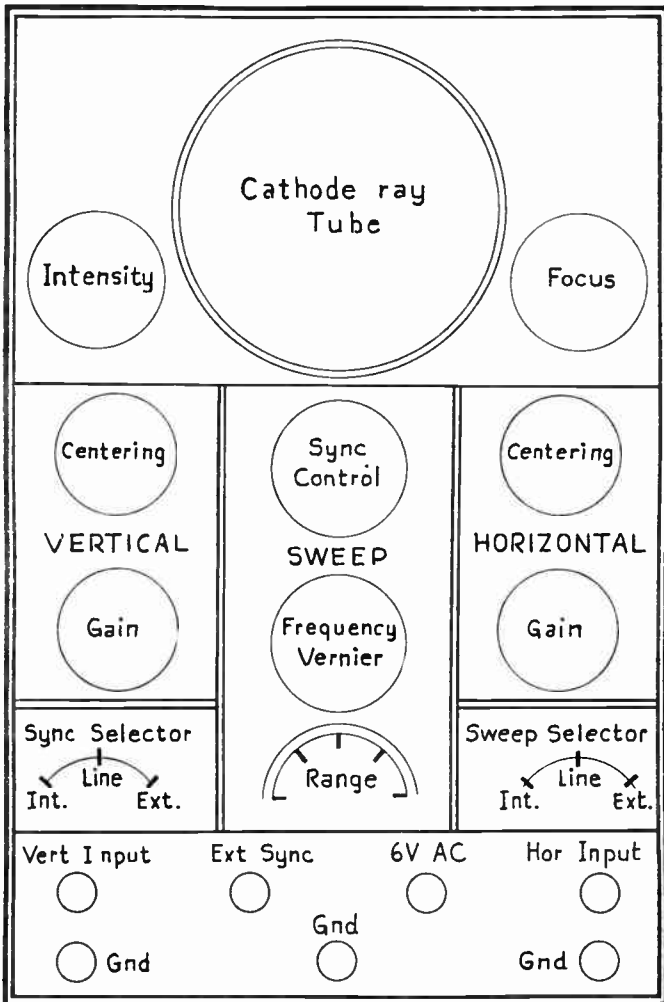 Cathode ray
Tube
Intensity
Focus
Centering
Sync
Control
Centering
VERTICAL
SWEEP
HORIZONTAL
Gain
Frequency
Vernier
Gain
Sync Selector
Line
Int.
Ext.
Range
Sweep Selector
Line
Int.
Ext.
Vert Input
Ext Sync
6V AC
Hor Input
Gnd
Gnd
Gnd